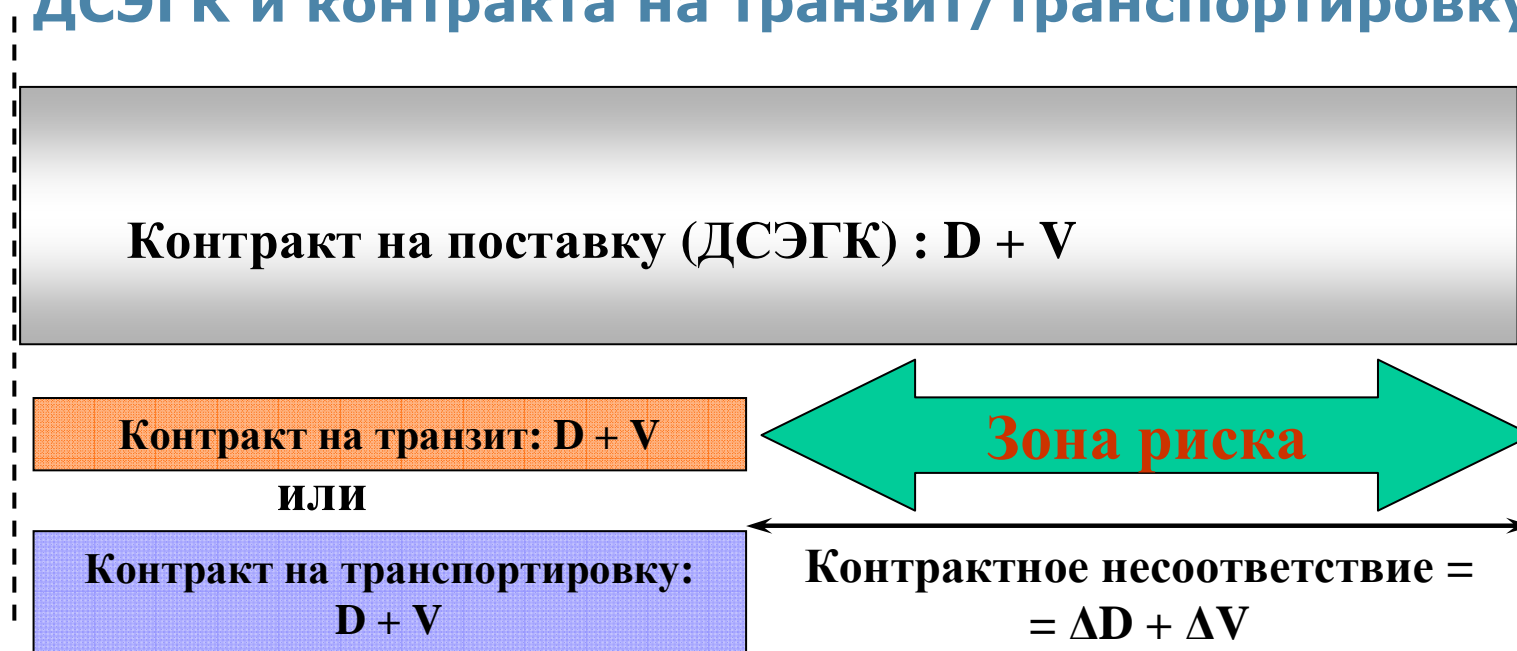 ДСЭГК и контракта на транзит/транспортировку
Контракт на поставку (ДСЭГК) : D + V
Контракт на транзит: D + V
Зона риска
или
Контракт на транспортировку:
D + V
Контрактное несоответствие =
= ΔD + ΔV